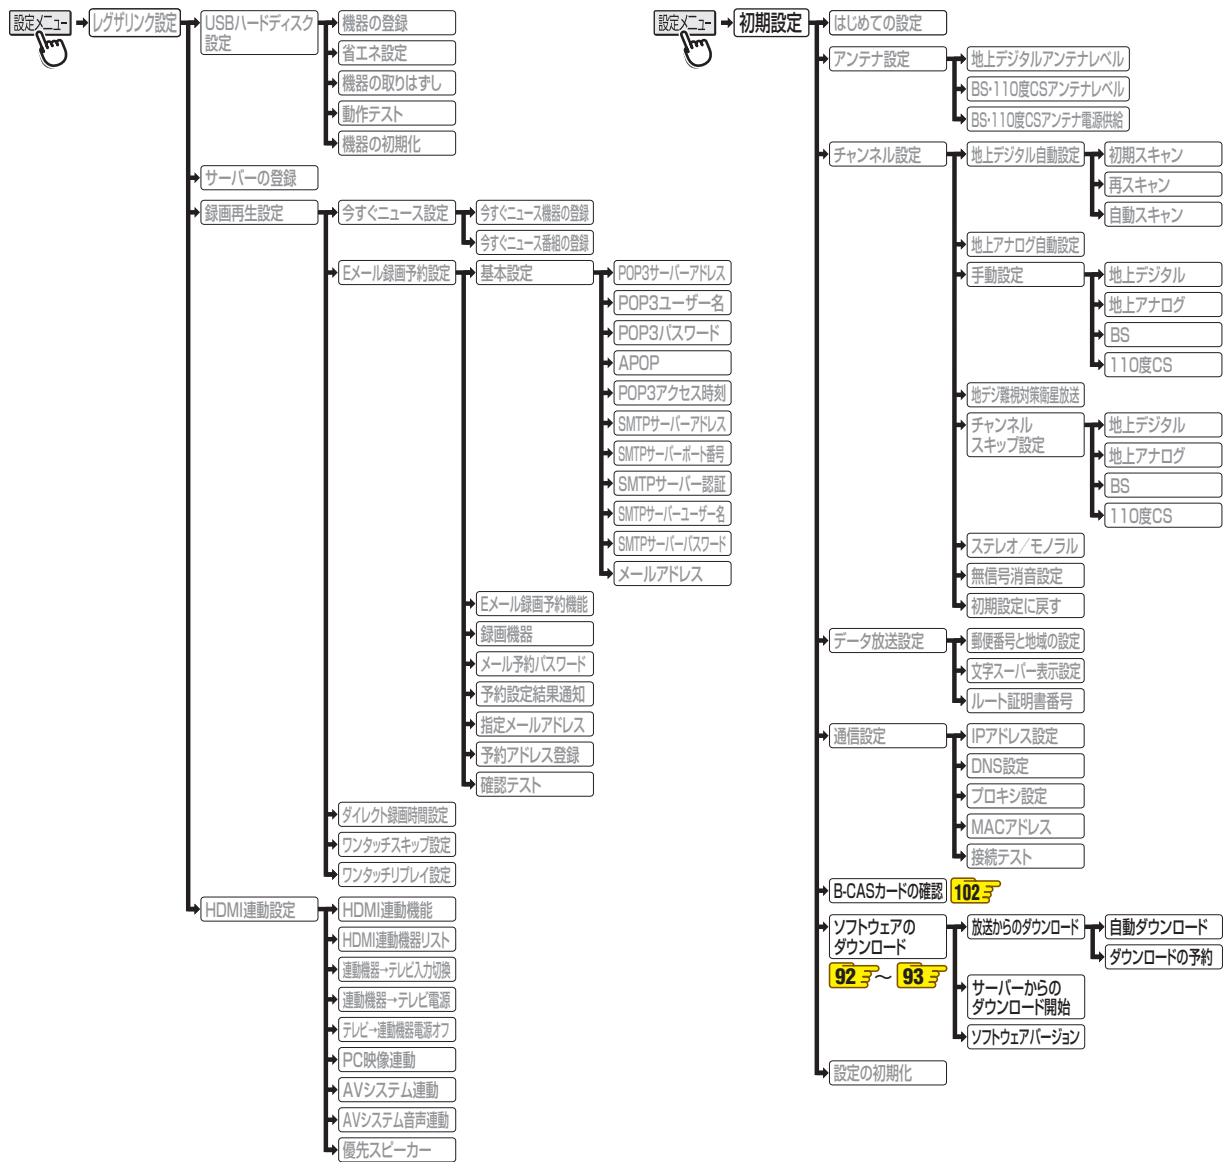 設定メニュー
レグザリンク設定
USBハードディスク
設定
機器の登録
省エネ設定
機器の取りはずし
動作テスト
機器の初期化
サーバーの登録
録画再生設定
今すぐニュース設定
今すぐニュース機器の登録
今すぐニュース番組の登録
Eメール録画予約設定
基本設定
POP3サーバーアドレス
POP3ユーザー名
POP3パスワード
APOP
POP3アクセス時刻
SMTPサーバーアドレス
SMTPサーバーポート番号
SMTPサーバー認証
SMTPサーバーユーザー名
SMTPサーバーパスワード
メールアドレス
Eメール録画予約機能
録画機器
メール予約パスワード
予約設定結果通知
指定メールアドレス
予約アドレス登録
確認テスト
ダイレクト録画時間設定
ワンタッチスキップ設定
ワンタッチリプレイ設定
HDMI連動設定
HDMI連動機能
HDMI連動機器リスト
連動機器→テレビ入力切換
連動機器→テレビ電源
テレビ→連動機器電源オフ
PC映像連動
AVシステム連動
AVシステム音声連動
優先スピーカー
設定メニュー
初期設定
はじめての設定
アンテナ設定
地上デジタルアンテナレベル
BS・110度CSアンテナレベル
BS・110度CSアンテナ電源供給
チャンネル設定
地上デジタル自動設定
初期スキャン
再スキャン
自動スキャン
地上アナログ自動設定
手動設定
地上デジタル
地上アナログ
BS
110度CS
地デジ難視対策衛星放送
チャンネル
スキップ設定
地上デジタル
地上アナログ
BS
110度CS
ステレオ／モノラル
無信号消音設定
初期設定に戻す
データ放送設定
郵便番号と地域の設定
文字スーパー表示設定
ルート証明書番号
通信設定
IPアドレス設定
DNS設定
プロキシ設定
MACアドレス
接続テスト
B-CASカードの確認 102
ソフトウェアの
ダウンロード
92 ～ 93
放送からのダウンロード
自動ダウンロード
ダウンロードの予約
サーバーからの
ダウンロード開始
ソフトウェアバージョン
設定の初期化